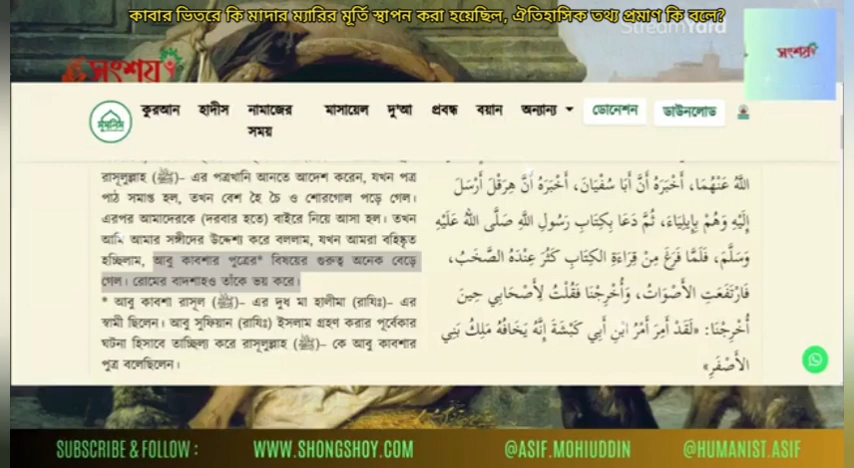 কাবার ভিতরে কি মাদার ম্যারির মূর্তি স্থাপন করা হয়েছিল, ঐতিহাসিক তথ্য প্রমাণ কি বলে?
StreamYard
সংশয়
সংশয়
কুরআন হাদীস নামাজের সময় মাসায়েল দু'আ প্রবন্ধ বয়ান অন্যান্য ডোনেশন ডাউনলোড
রাসূলুল্লাহ (ﷺ)- এর পত্রখানি আনতে আদেশ করেন, যখন পত্র
পাঠ সমাপ্ত হল, তখন বেশ হৈ চৈ ও শোরগোল পড়ে গেল।
এরপর আমাদেরকে (দরবার হতে) বাইরে নিয়ে আসা হল। তখন
আমি আমার সঙ্গীদের উদ্দেশ্য করে বললাম, যখন আমরা বহিষ্কৃত
হচ্ছিলাম, আবু কাবশার পুত্রের* বিষয়ের গুরুত্ব অনেক বেড়ে
গেল। রোমের বাদশাহও তাঁকে ভয় করে।
* আবু কাবশা রাসূল (ﷺ)- এর দুধ মা হালীমা (রাযিঃ)- এর
স্বামী ছিলেন। আবু সুফিয়ান (রাযিঃ) ইসলাম গ্রহণ করার পূর্বেকার
ঘটনা হিসাবে তাচ্ছিল্য করে রাসূলুল্লাহ (ﷺ)- কে আবু কাবশার
পুত্র বলেছিলেন।
اللَّهُ عَنْهُمَا، أَخْبَرَهُ أَنَّ أَبَا سُفْيَانَ، أَخْبَرَهُ أَنَّ هِرَقْلَ أَرْسَلَ
إِلَيْهِ وَهُمْ بِإِيلِيَاءَ، ثُمَّ دَعَا بِكِتَابِ رَسُولِ اللَّهِ صَلَّى اللهُ عَلَيْهِ
وَسَلَّمَ، فَلَمَّا فَرَغَ مِنْ قِرَاءَةِ الكِتَابِ كَثُرَ عِنْدَهُ الصَّخَبُ،
فَارْتَفَعَتِ الأَصْوَاتُ، وَأُخْرِجْنَا فَقُلْتُ لِأَصْحَابِي حِينَ
أُخْرِجْنَا: «لَقَدْ أَمِرَ أَمْرُ ابْنِ أَبِي كَبْشَةَ إِنَّهُ يَخَافُهُ مَلِكُ بَنِي
الأَصْفَرِ»
SUBSCRIBE & FOLLOW : WWW.SHONGSHOY.COM @ASIF.MOHIUDDIN @HUMANIST.ASIF